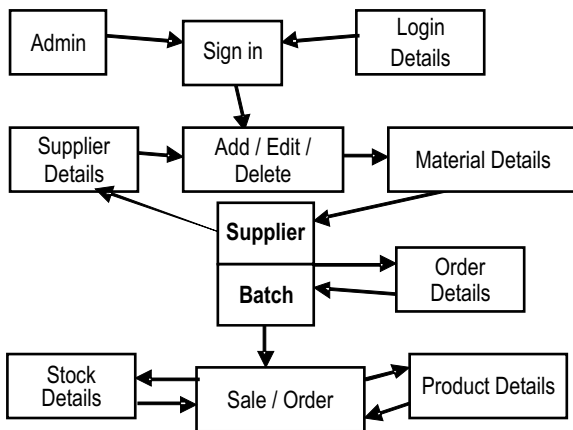 Admin
Sign in
Login
Details
Supplier
Details
Add / Edit /
Delete
Material Details
Supplier
Batch
Order
Details
Stock
Details
Sale / Order
Product Details